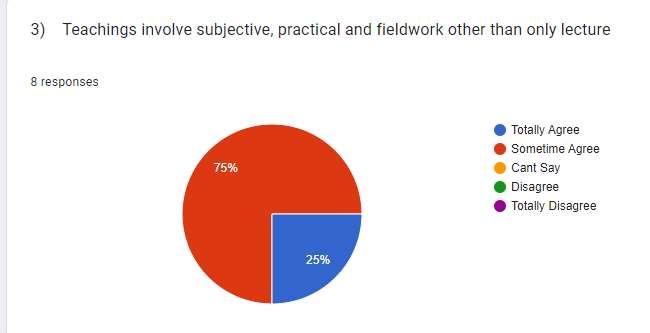 3) Teachings involve subjective, practical and fieldwork other than only lecture
8 responses
75%
25%
Totally Agree
Sometime Agree
Cant Say
Disagree
Totally Disagree